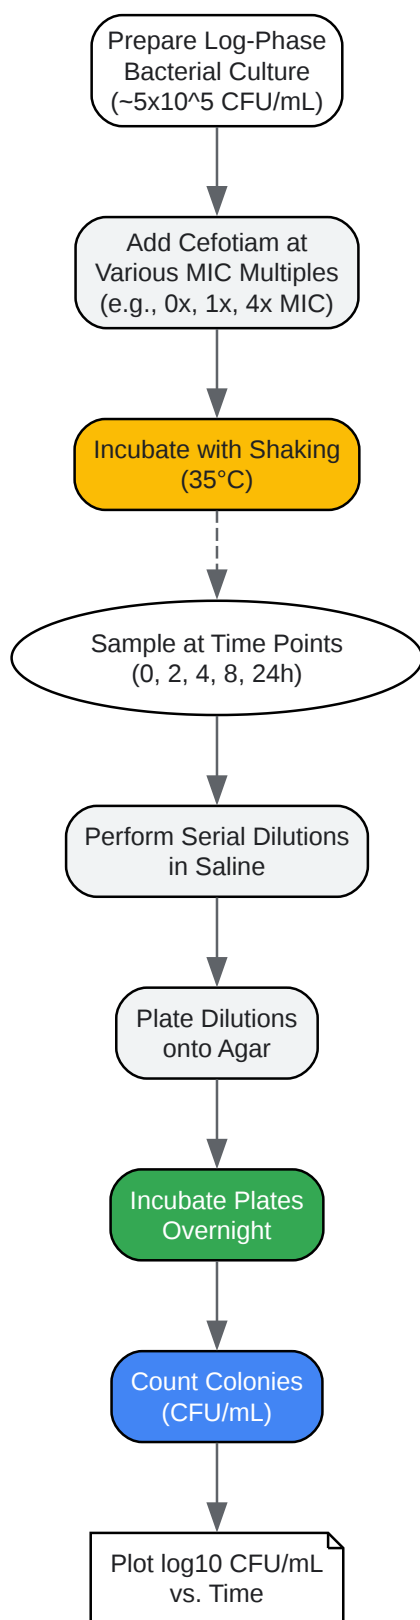 Prepare Log-Phase
Bacterial Culture
(~5x10^5 CFU/mL)
Add Cefotiam at
Various MIC Multiples
(e.g., 0x, 1x, 4x MIC)
Incubate with Shaking
(35°C)
Sample at Time Points
(0, 2, 4, 8, 24h)
Perform Serial Dilutions
in Saline
Plate Dilutions
onto Agar
Incubate Plates
Overnight
Count Colonies
(CFU/mL)
Plot log10 CFU/mL
vs. Time